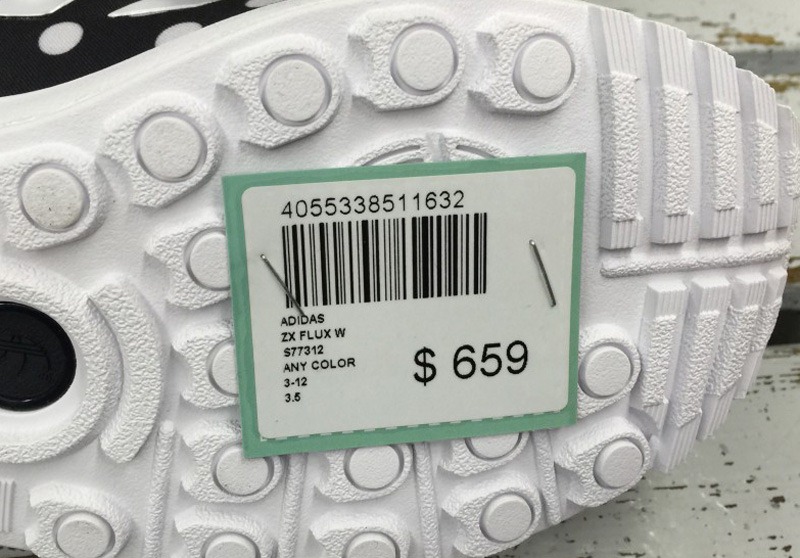 4055338511632
ADIDAS
ZX FLUX W
S77312
ANY COLOR
3-12
3.5
$ 659